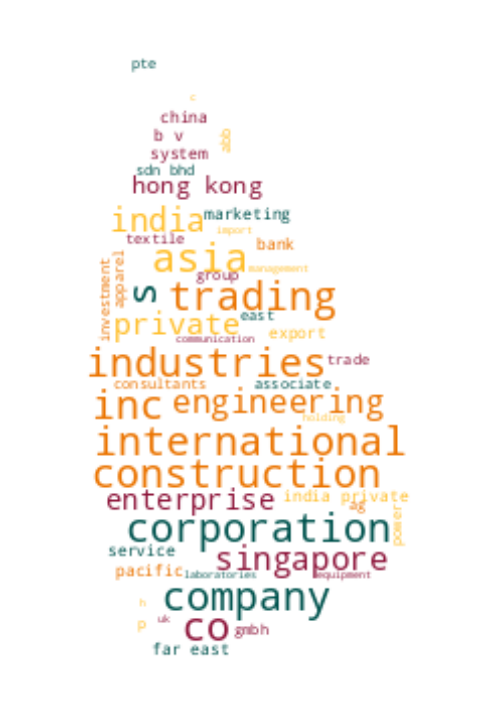 pte
c
china
b v
abb
system
sdn bhd
hong kong
india marketing
import
textile bank
asia management
group
investment apparel
s trading
east
private export
communication
industries trade
consultants associate
inc engineering
holding
international
construction
enterprise india private
ag
power
corporation
service
singapore
pacific laboratories equipment
company
h
uk
p co gmbh
far east